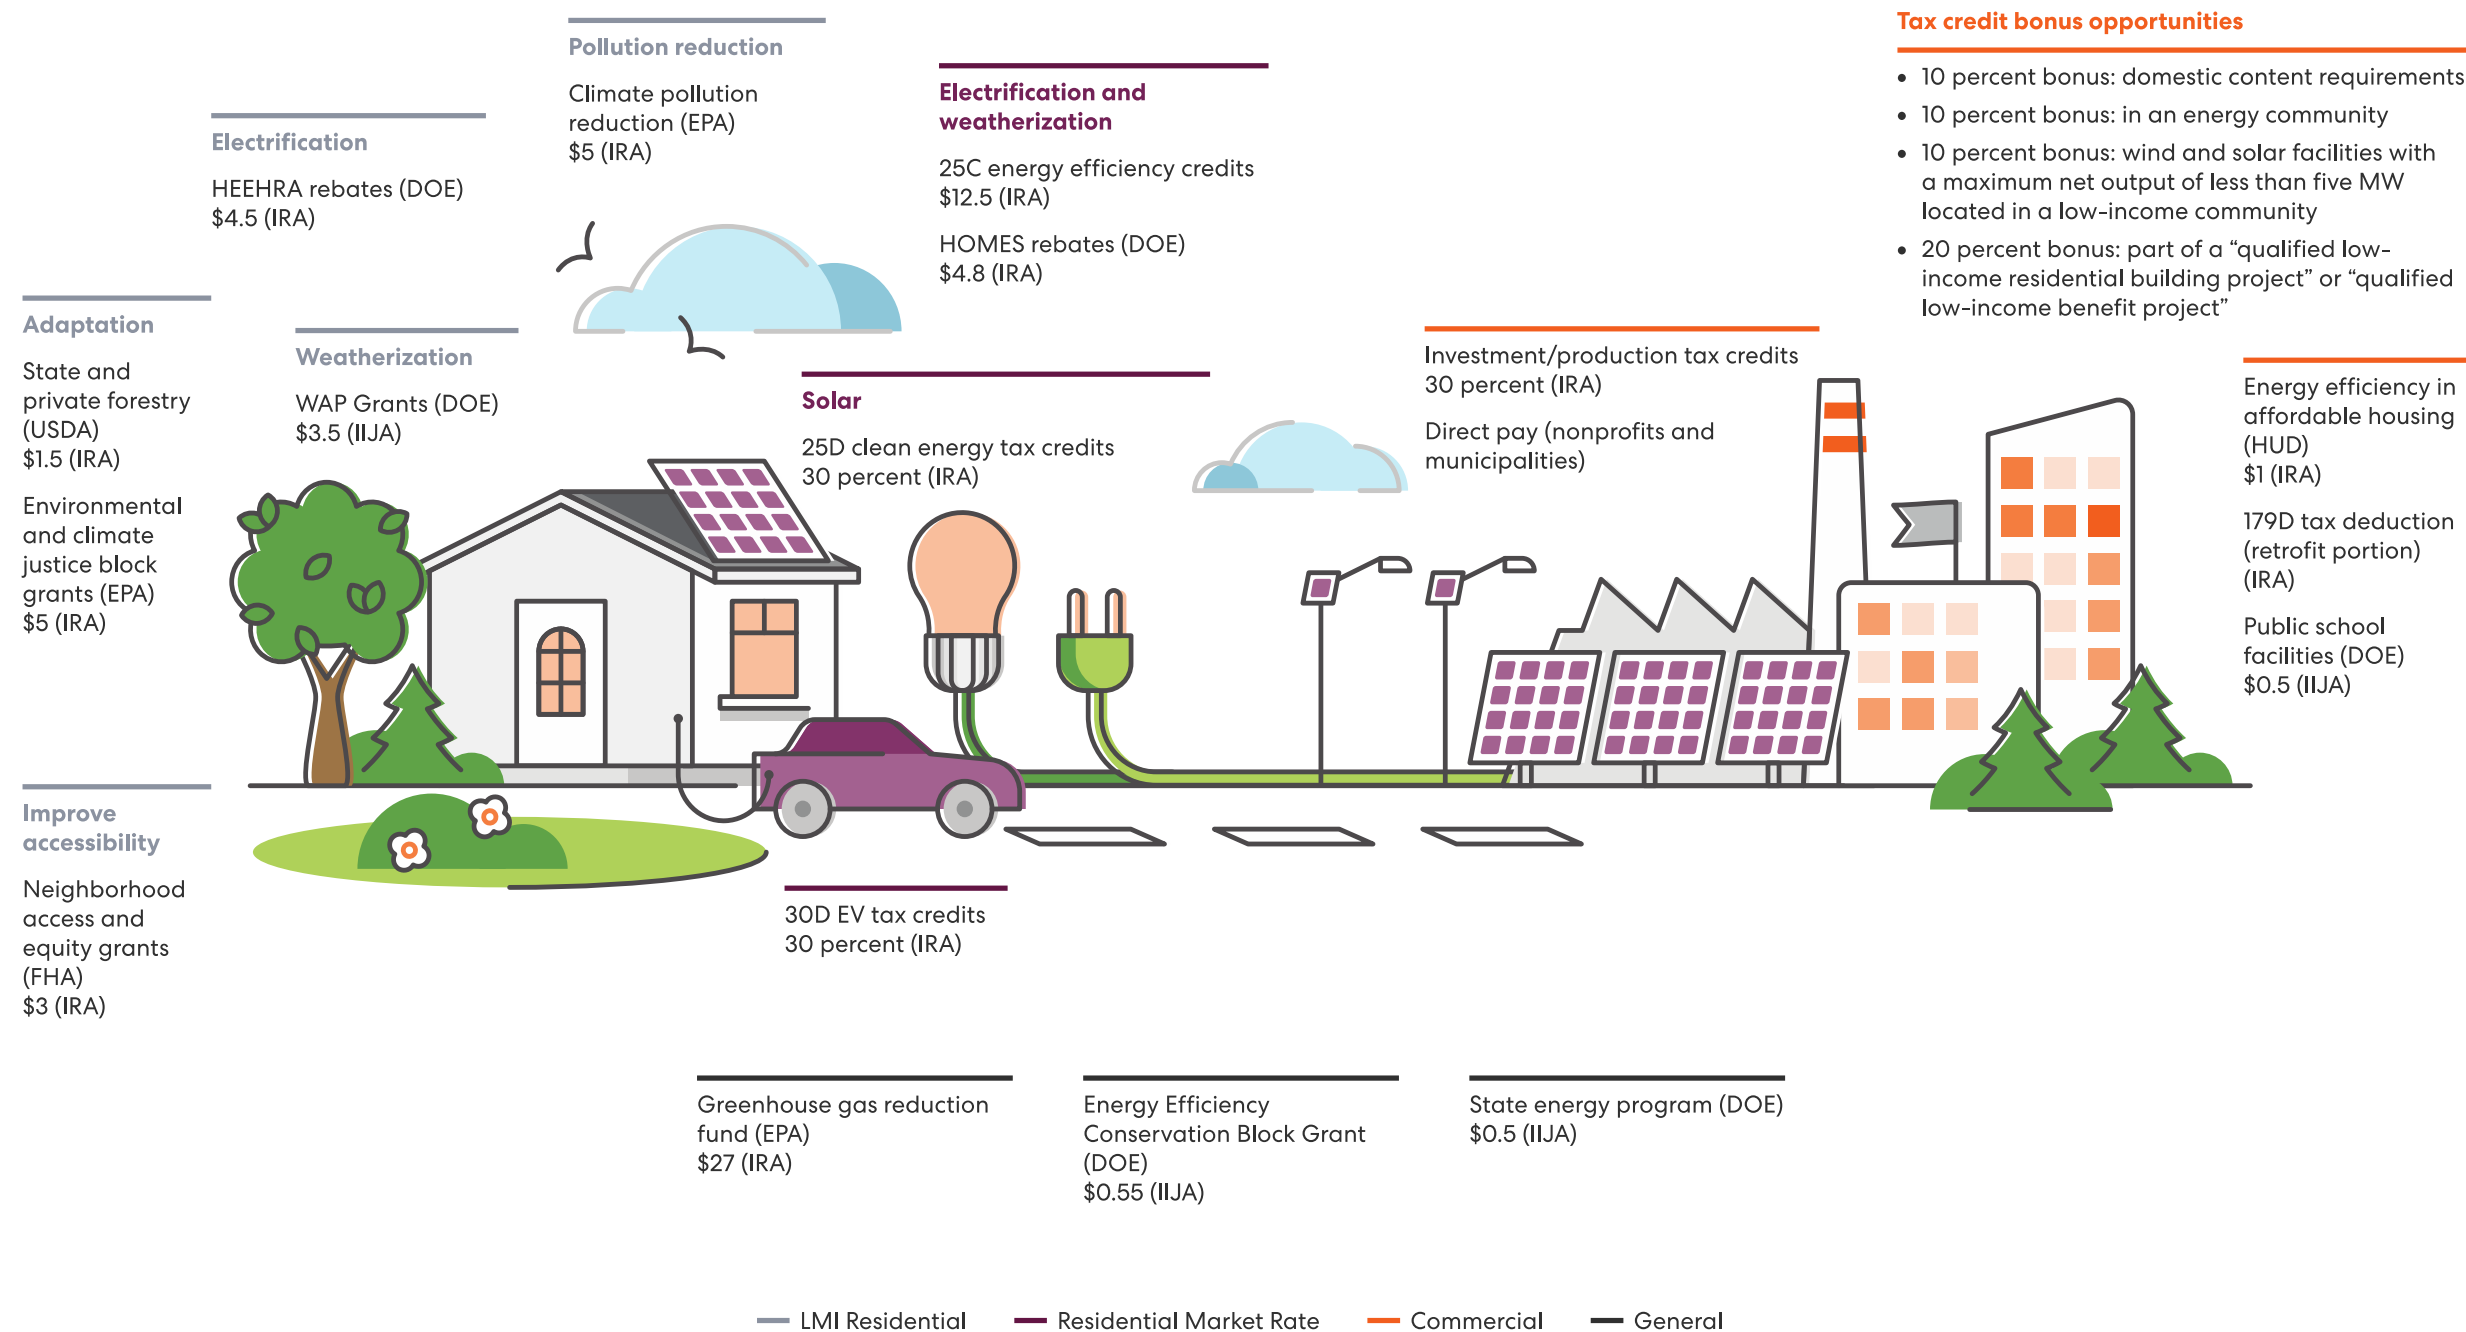 Tax credit bonus opportunities
• 10 percent bonus: domestic content requirements
• 10 percent bonus: in an energy community
• 10 percent bonus: wind and solar facilities with
a maximum net output of less than five MW
located in a low-income community
• 20 percent bonus: part of a “qualified low-
income residential building project” or “qualified
low-income benefit project”
Pollution reduction
Climate pollution
reduction (EPA)
$5 (IRA)
Electrification and
weatherization
25C energy efficiency credits
$12.5 (IRA)
HOMES rebates (DOE)
$4.8 (IRA)
Electrification
HEEHRA rebates (DOE)
$4.5 (IRA)
Adaptation
State and
private forestry
(USDA)
$1.5 (IRA)
Environmental
and climate
justice block
grants (EPA)
$5 (IRA)
Weatherization
WAP Grants (DOE)
$3.5 (IIJA)
Solar
25D clean energy tax credits
30 percent (IRA)
Investment/production tax credits
30 percent (IRA)
Direct pay (nonprofits and
municipalities)
Energy efficiency in
affordable housing
(HUD)
$1 (IRA)
179D tax deduction
(retrofit portion)
(IRA)
Public school
facilities (DOE)
$0.5 (IIJA)
Improve
accessibility
Neighborhood
access and
equity grants
(FHA)
$3 (IRA)
30D EV tax credits
30 percent (IRA)
Greenhouse gas reduction
fund (EPA)
$27 (IRA)
Energy Efficiency
Conservation Block Grant
(DOE)
$0.55 (IIJA)
State energy program (DOE)
$0.5 (IIJA)
LMI Residential
Residential Market Rate
Commercial
General